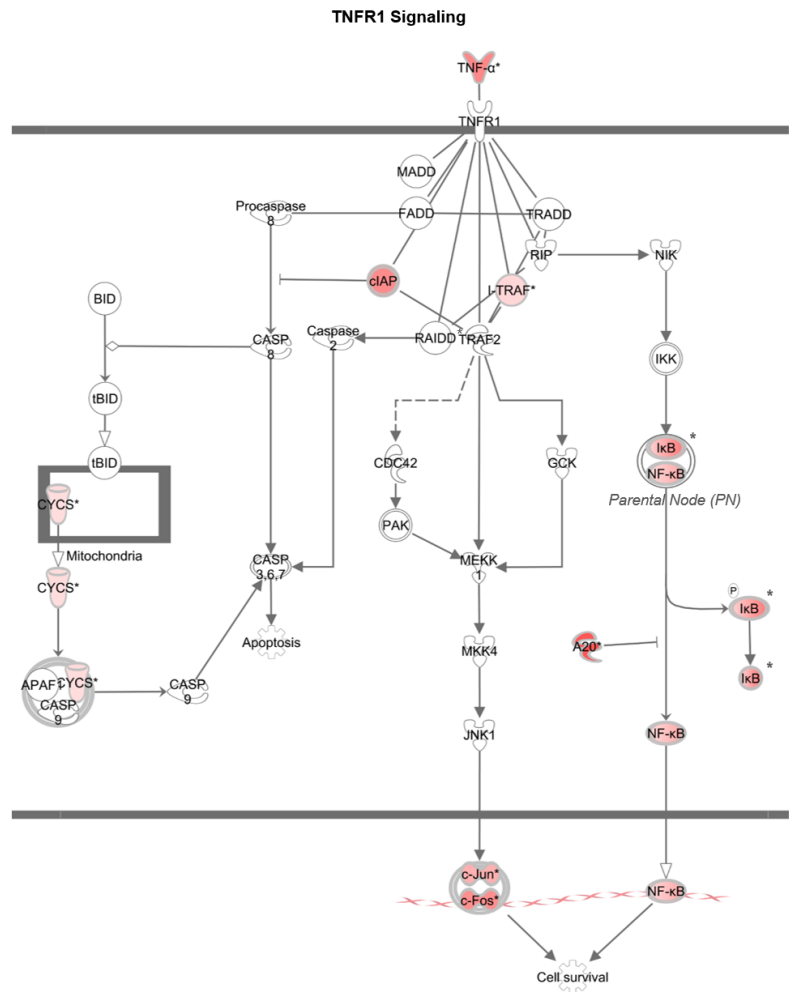 TNFR1 Signaling
TNF-α*
TNFR1
MADD
Procaspase
8
FADD
TRADD
RIP
NIK
cIAP
I-TRAF*
BID
Caspase
2
RAIDD
*
TRAF2
CASP
8
IKK
tBID
tBID
IκB
*
NF-κB
Parental Node (PN)
CDC42
GCK
CYCS*
PAK
Mitochondria
CASP
3,6,7
MEKK
1
CYCS*
P
IκB
*
Apoptosis
MKK4
A20*
IκB
*
APAF1
CYCS*
CASP
9
CASP
9
JNK1
NF-κB
c-Jun*
c-Fos*
NF-κB
Cell survival